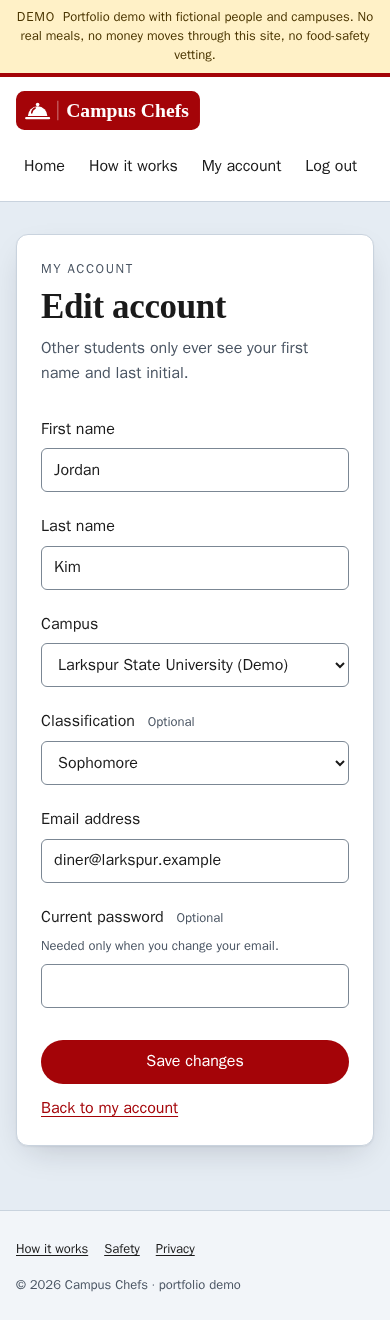 DEMO Portfolio demo with fictional people and campuses. No
real meals, no money moves through this site, no food-safety
vetting.
Campus Chefs
Home How it works My account Log out
MY ACCOUNT
Edit account
Other students only ever see your first
name and last initial.
First name
Jordan
Last name
Kim
Campus
Larkspur State University (Demo)
Classification Optional
Sophomore
Email address
diner@larkspur.example
Current password Optional
Needed only when you change your email.
Save changes
Back to my account
How it works Safety Privacy
© 2026 Campus Chefs · portfolio demo